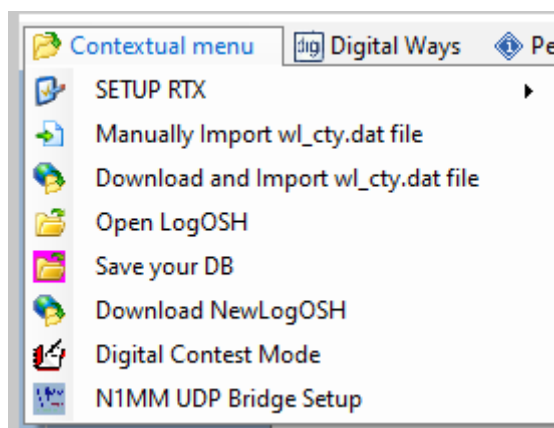 Contextual menu Digital Ways
SETUP RTX
Manually Import wl_cty.dat file
Download and Import wl_cty.dat file
Open LogOSH
Save your DB
Download NewLogOSH
Digital Contest Mode
N1MM UDP Bridge Setup